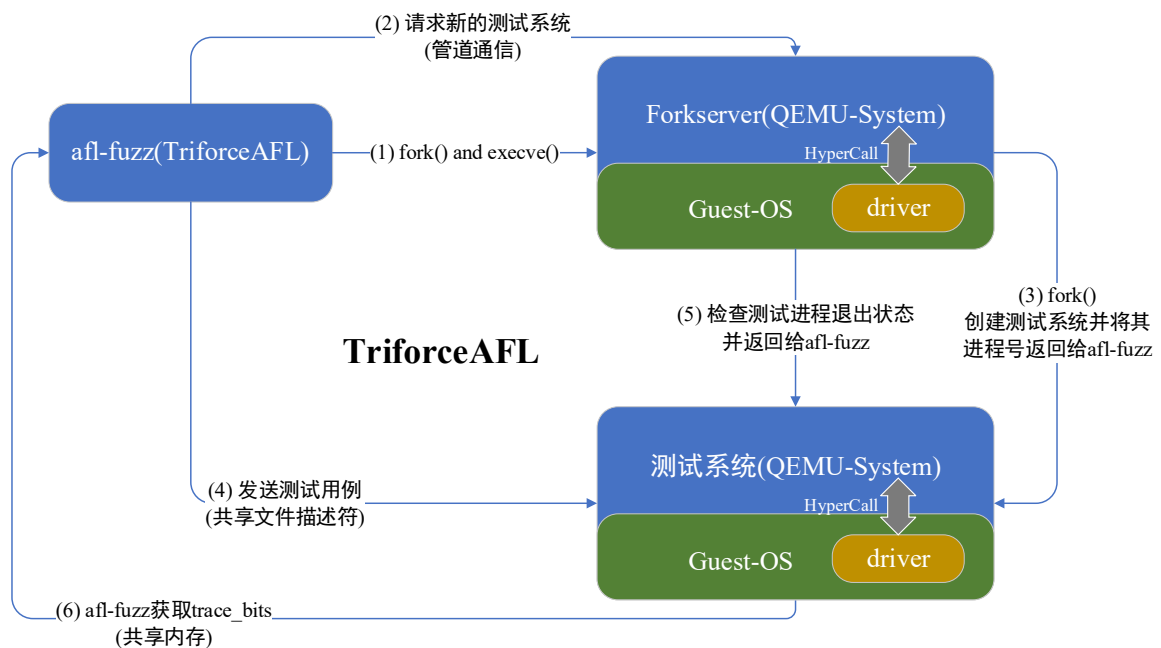 (2) 请求新的测试系统
(管道通信)
afl-fuzz(TriforceAFL)
(1) fork() and execve()
Forkserver(QEMU-System)
HyperCall
Guest-OS
driver
(3) fork()
创建测试系统并将其
进程号返回给afl-fuzz
(5) 检查测试进程退出状态
并返回给afl-fuzz
TriforceAFL
测试系统(QEMU-System)
HyperCall
Guest-OS
driver
(4) 发送测试用例
(共享文件描述符)
(6) afl-fuzz获取trace_bits
(共享内存)